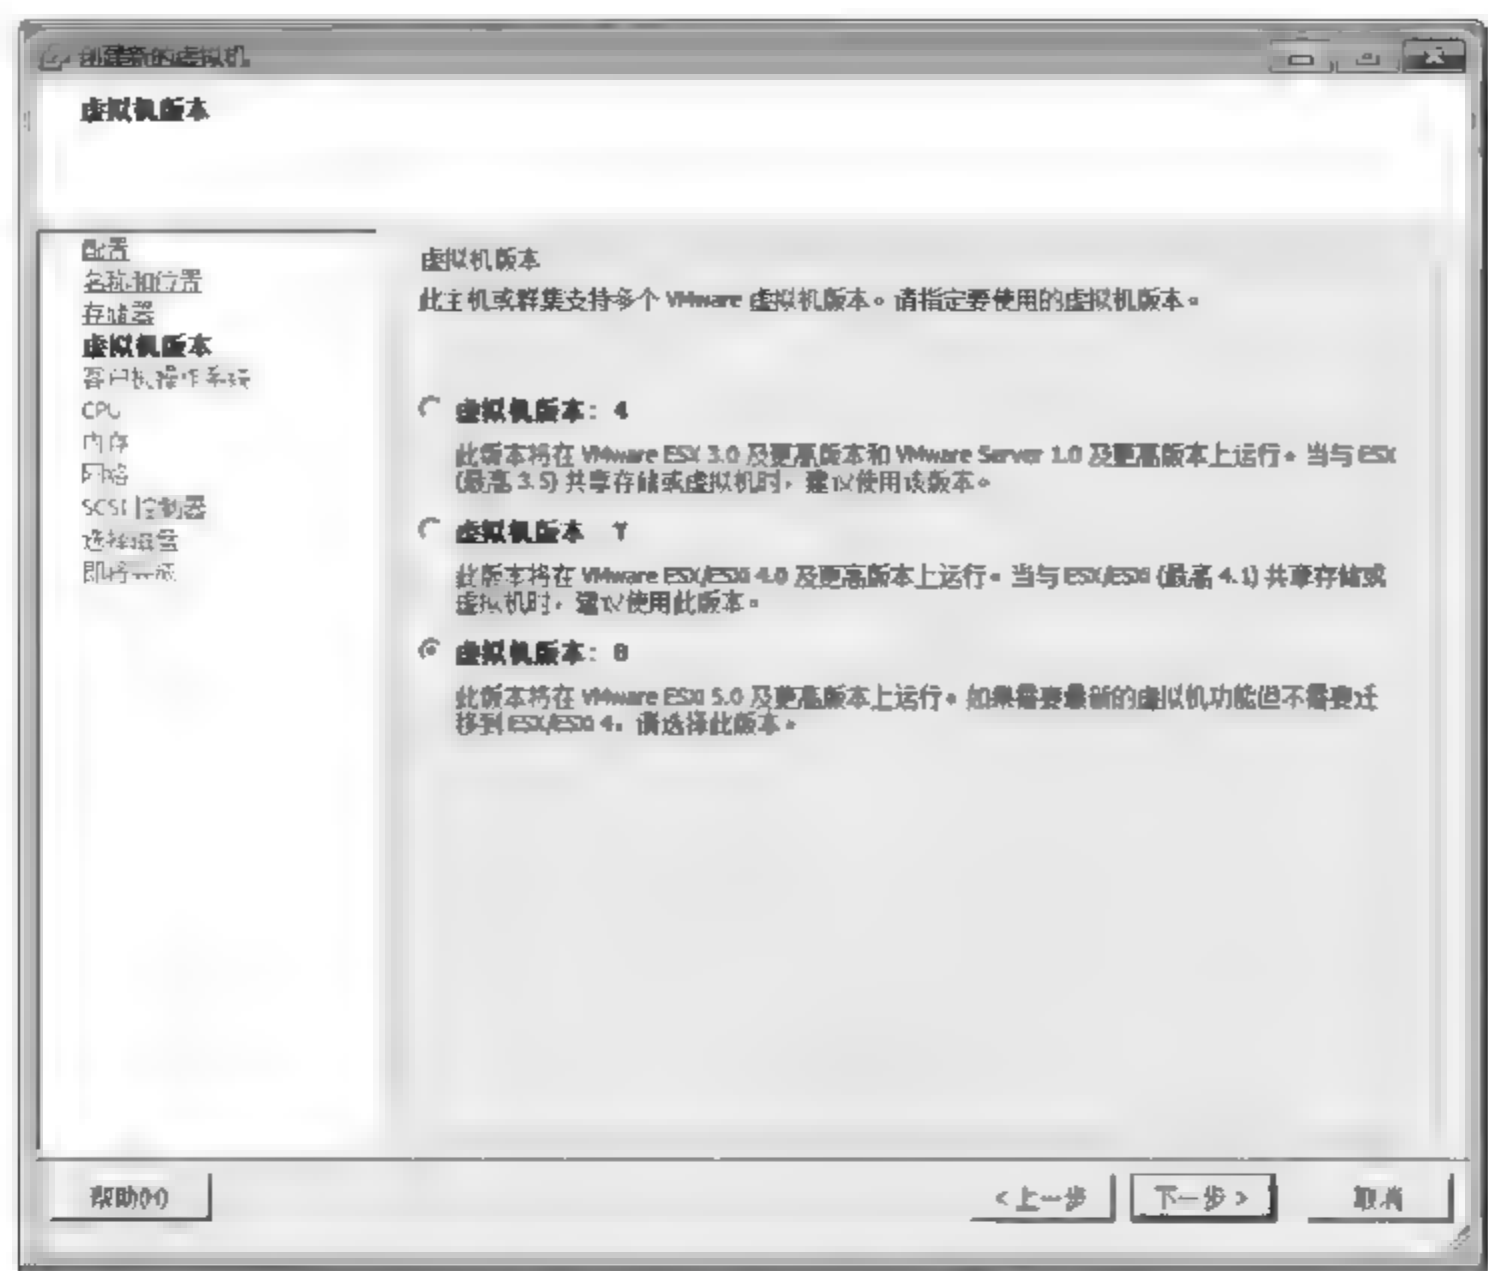 创建新的虚拟机
虚拟机版本
配置
名称和位置
存储器
虚拟机版本
客户机操作系统
CPU
内存
网络
SCSI 控制器
选择磁盘
即将完成
虚拟机版本
此主机或群集支持多个 VMware 虚拟机版本。请指定要使用的虚拟机版本。
虚拟机版本: 4
此版本将在 VMware ESX 3.0 及更高版本和 VMware Server 1.0 及更高版本上运行。当与 ESX
(最高 3.5) 共享存储或虚拟机时，建议使用该版本。
虚拟机版本 7
此版本将在 VMware ESX/ESXi 4.0 及更高版本上运行。当与 ESX/ESXi (最高 4.1) 共享存储或
虚拟机时，建议使用此版本。
虚拟机版本: 8
此版本将在 VMware ESXi 5.0 及更高版本上运行。如果需要最新的虚拟机功能但不需要迁
移到 ESX/ESXi 4，请选择此版本。
帮助(H)
< 上一步
下一步 >
取消